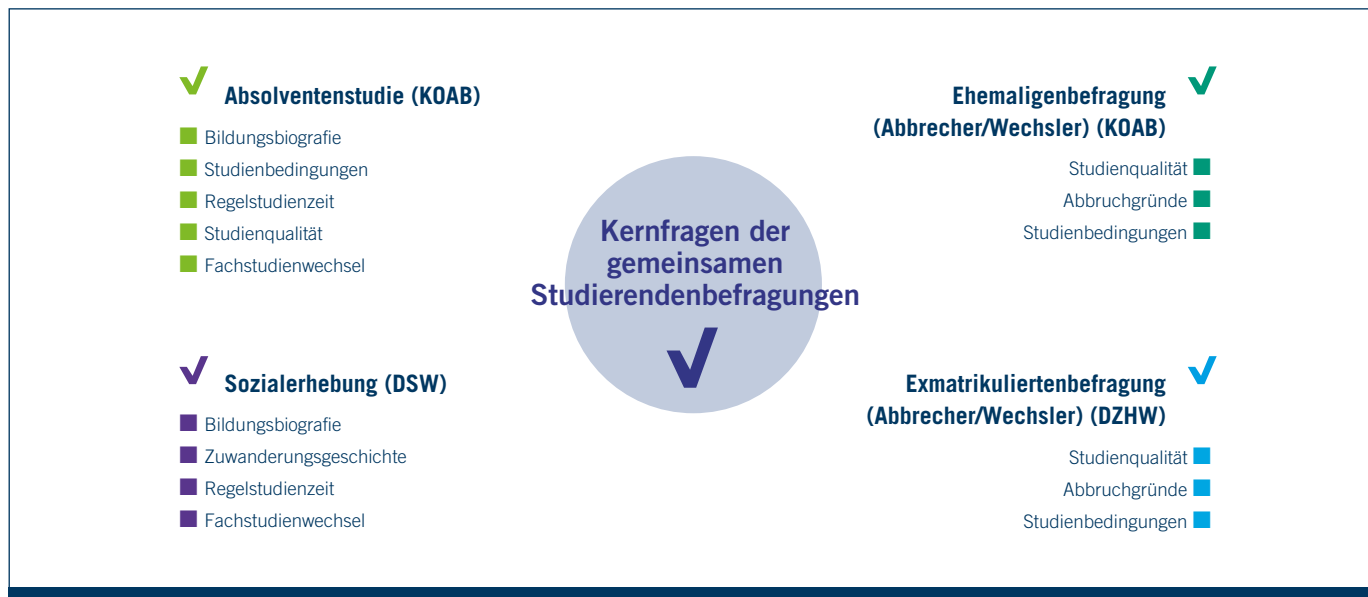 Absolventenstudie (KOAB)
Bildungsbiografie
Studienbedingungen
Regelstudienzeit
Studienqualität
Fachstudienwechsel
Ehemaligenbefragung
(Abbrecher/Wechsler) (KOAB)
Studienqualität
Abbruchgründe
Studienbedingungen
Kernfragen der
gemeinsamen
Studierendenbefragungen
Sozialerhebung (DSW)
Bildungsbiografie
Zuwanderungsgeschichte
Regelstudienzeit
Fachstudienwechsel
Exmatrikuliertenbefragung
(Abbrecher/Wechsler) (DZHW)
Studienqualität
Abbruchgründe
Studienbedingungen